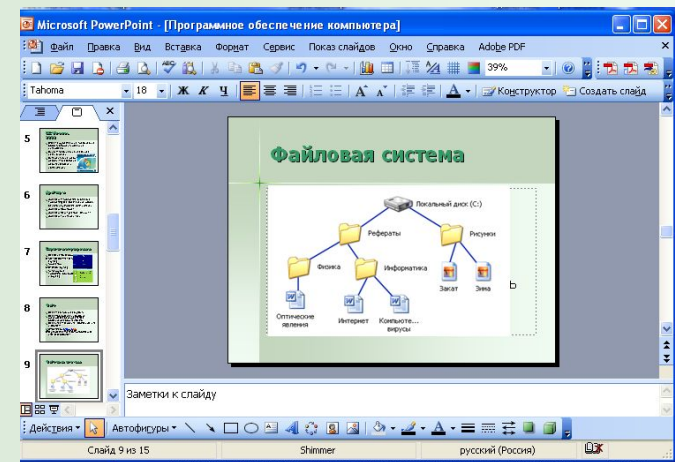 Microsoft PowerPoint - [Программное обеспечение компьютера]
Файл Правка Вид Вставка Формат Сервис Показ слайдов Окно Справка Adobe PDF
39%
Tahoma 18 Ж К Ч Конструктор Создать слайд
5
6
7
8
9
Файловая система
Локальный диск (C:)
Рефераты Рисунки
Физика Информатика
Закат Зина
Оптические явления
Интернет
Компьюте... вирусы
Заметки к слайду
Действия Автофигуры
Слайд 9 из 15 Shimmer русский (Россия)